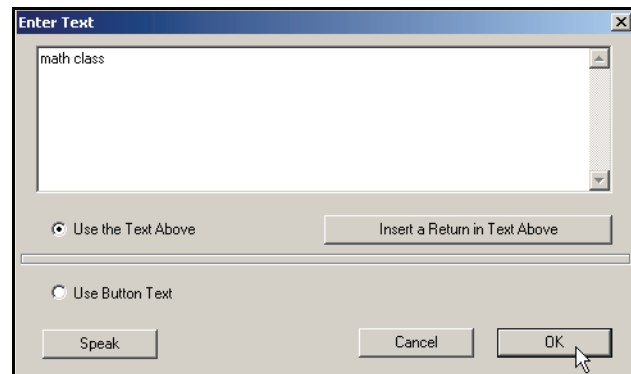 Enter Text
math class
Use the Text Above
Insert a Return in Text Above
Use Button Text
Speak
Cancel
OK